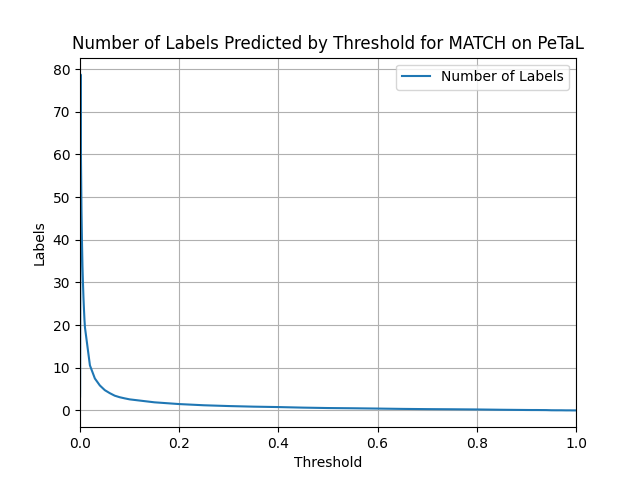 Number of Labels Predicted by Threshold for MATCH on PeTaL
Number of Labels
80
70
60
50
40
30
20
10
0
Labels
0.0 0.2 0.4 0.6 0.8 1.0
Threshold